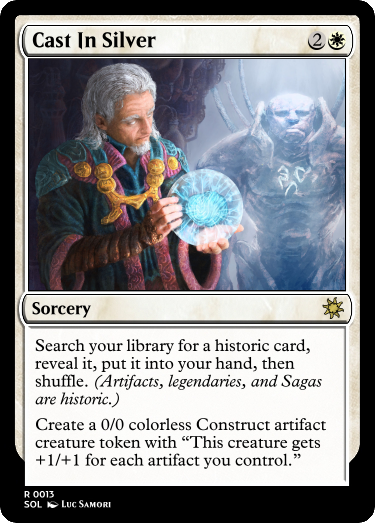 Cast In Silver 2
Sorcery
Search your library for a historic card,
reveal it, put it into your hand, then
shuffle. (Artifacts, legendaries, and Sagas
are historic.)
Create a 0/0 colorless Construct artifact
creature token with “This creature gets
+1/+1 for each artifact you control.”
R 0013
SOL Luc Samori